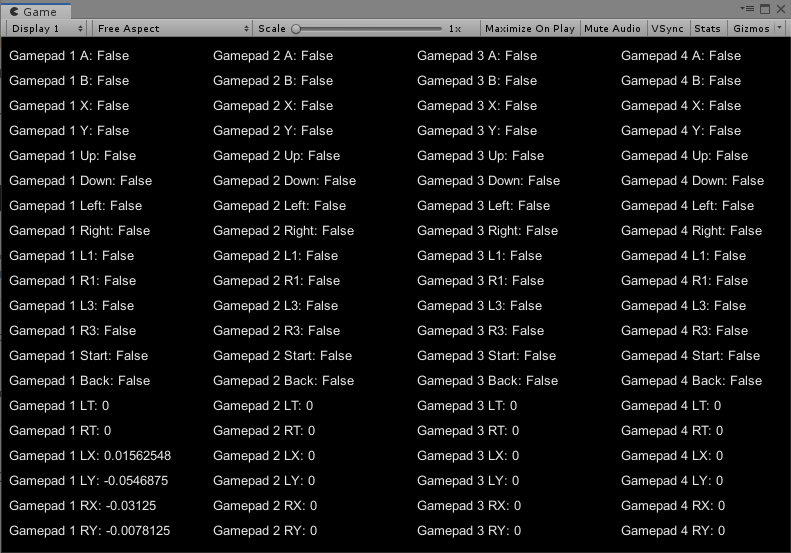 Game
Display 1 Free Aspect Scale 1x Maximize On Play Mute Audio VSync Stats Gizmos
Gamepad 1 A: False Gamepad 2 A: False Gamepad 3 A: False Gamepad 4 A: False
Gamepad 1 B: False Gamepad 2 B: False Gamepad 3 B: False Gamepad 4 B: False
Gamepad 1 X: False Gamepad 2 X: False Gamepad 3 X: False Gamepad 4 X: False
Gamepad 1 Y: False Gamepad 2 Y: False Gamepad 3 Y: False Gamepad 4 Y: False
Gamepad 1 Up: False Gamepad 2 Up: False Gamepad 3 Up: False Gamepad 4 Up: False
Gamepad 1 Down: False Gamepad 2 Down: False Gamepad 3 Down: False Gamepad 4 Down: False
Gamepad 1 Left: False Gamepad 2 Left: False Gamepad 3 Left: False Gamepad 4 Left: False
Gamepad 1 Right: False Gamepad 2 Right: False Gamepad 3 Right: False Gamepad 4 Right: False
Gamepad 1 L1: False Gamepad 2 L1: False Gamepad 3 L1: False Gamepad 4 L1: False
Gamepad 1 R1: False Gamepad 2 R1: False Gamepad 3 R1: False Gamepad 4 R1: False
Gamepad 1 L3: False Gamepad 2 L3: False Gamepad 3 L3: False Gamepad 4 L3: False
Gamepad 1 R3: False Gamepad 2 R3: False Gamepad 3 R3: False Gamepad 4 R3: False
Gamepad 1 Start: False Gamepad 2 Start: False Gamepad 3 Start: False Gamepad 4 Start: False
Gamepad 1 Back: False Gamepad 2 Back: False Gamepad 3 Back: False Gamepad 4 Back: False
Gamepad 1 LT: 0 Gamepad 2 LT: 0 Gamepad 3 LT: 0 Gamepad 4 LT: 0
Gamepad 1 RT: 0 Gamepad 2 RT: 0 Gamepad 3 RT: 0 Gamepad 4 RT: 0
Gamepad 1 LX: 0.01562548 Gamepad 2 LX: 0 Gamepad 3 LX: 0 Gamepad 4 LX: 0
Gamepad 1 LY: -0.0546875 Gamepad 2 LY: 0 Gamepad 3 LY: 0 Gamepad 4 LY: 0
Gamepad 1 RX: -0.03125 Gamepad 2 RX: 0 Gamepad 3 RX: 0 Gamepad 4 RX: 0
Gamepad 1 RY: -0.0078125 Gamepad 2 RY: 0 Gamepad 3 RY: 0 Gamepad 4 RY: 0